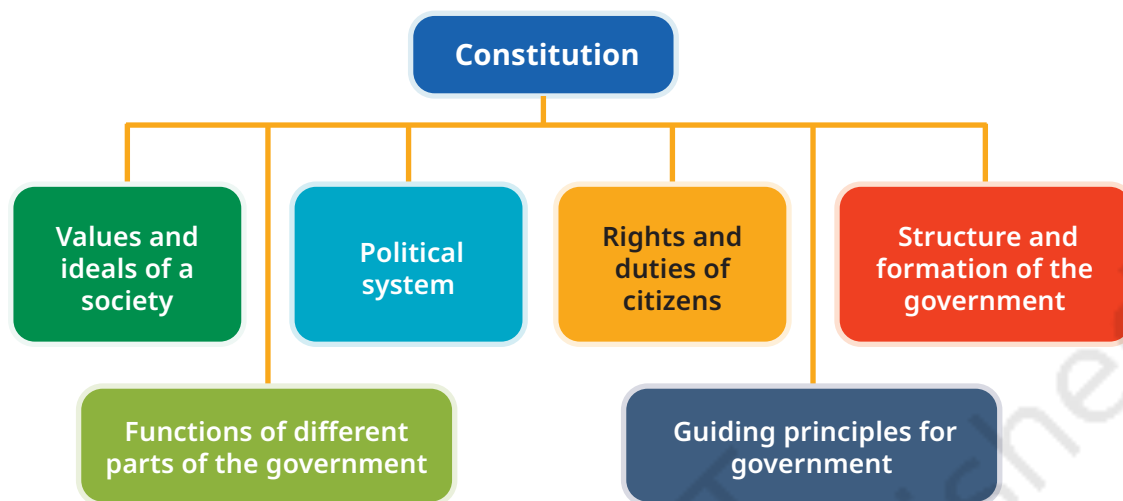 Constitution
Values and
ideals of a
society
Political
system
Rights and
duties of
citizens
Structure and
formation of the
government
Functions of different
parts of the government
Guiding principles for
government